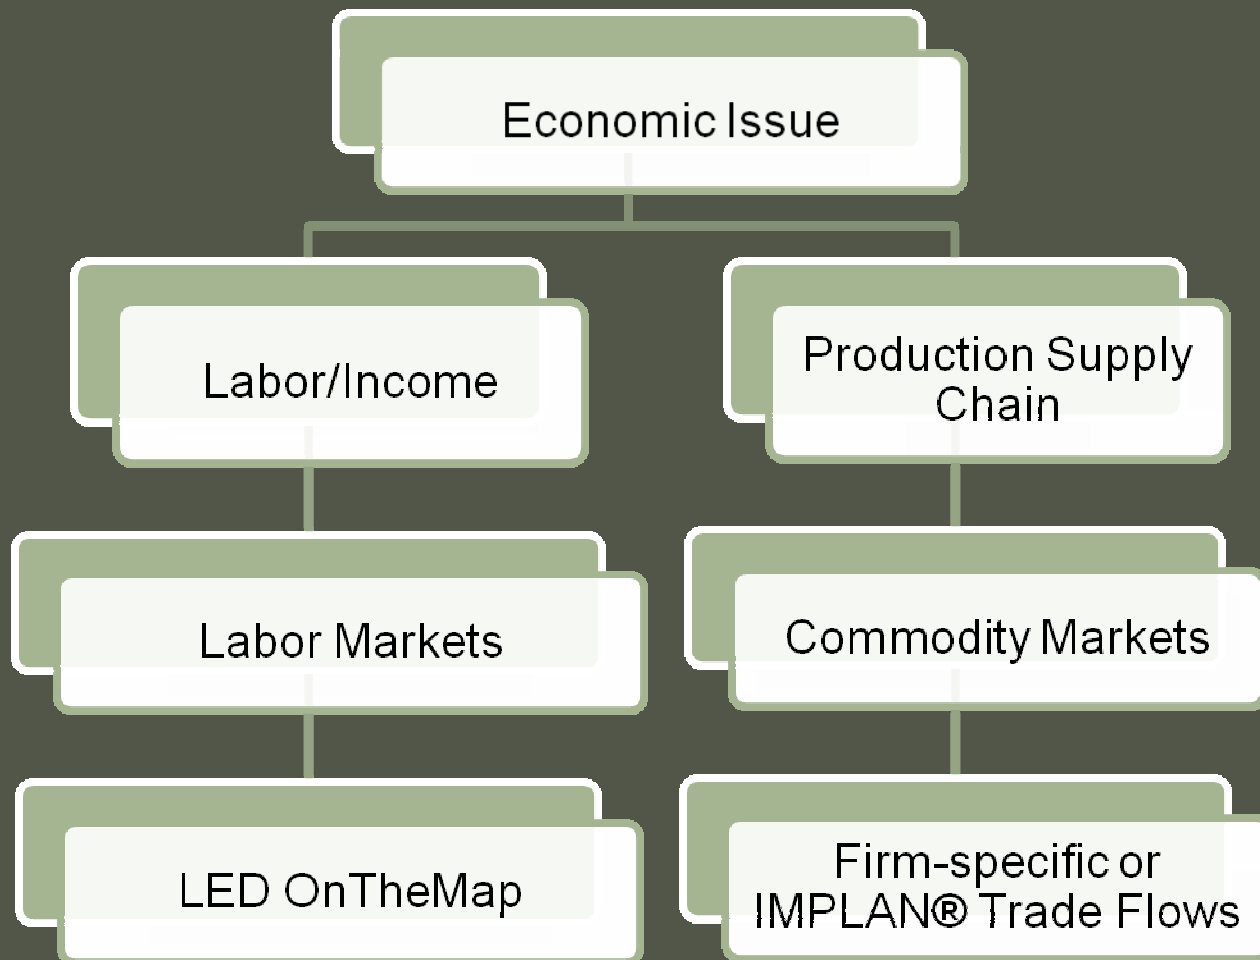 Economic Issue
Labor/Income
Production Supply
Chain
Labor Markets
Commodity Markets
LED OnTheMap
Firm-specific or
IMPLAN® Trade Flows